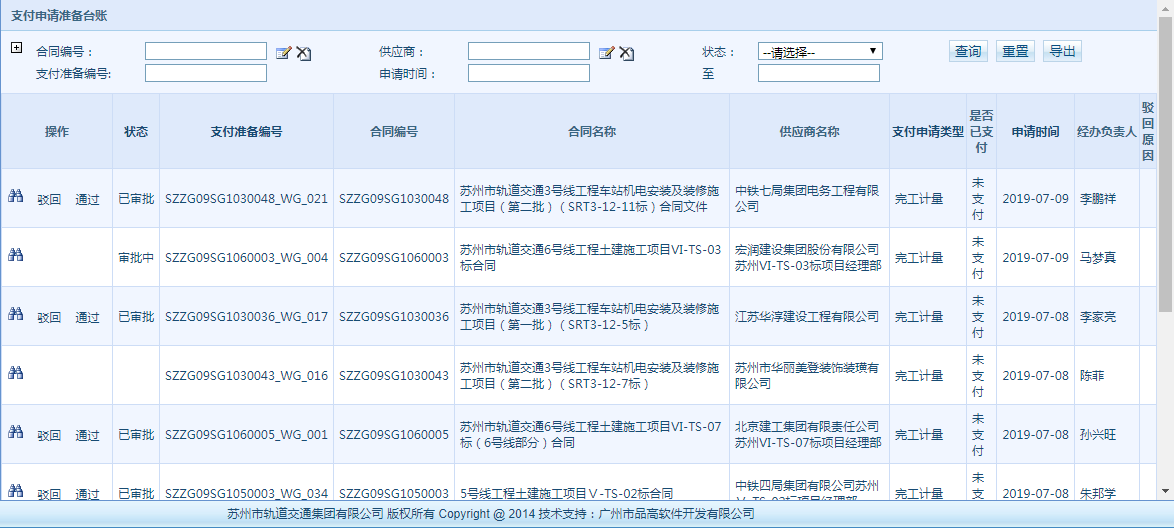 支付申请准备台账
合同编号： 供应商： 状态： --请选择-- 查询 重置 导出
支付准备编号: 申请时间： 至
操作 状态 支付准备编号 合同编号 合同名称 供应商名称 支付申请类型 是否已支付 申请时间 经办负责人 驳回原因
驳回 通过 已审批 SZZG09SG1030048_WG_021 SZZG09SG1030048 苏州市轨道交通3号线工程车站机电安装及装修施工项目（第二批）（SRT3-12-11标）合同文件 中铁七局集团电务工程有限公司 完工计量 未支付 2019-07-09 李鹏祥
审批中 SZZG09SG1060003_WG_004 SZZG09SG1060003 苏州市轨道交通6号线工程土建施工项目VI-TS-03标合同 宏润建设集团股份有限公司苏州VI-TS-03标项目经理部 完工计量 未支付 2019-07-09 马梦真
驳回 通过 已审批 SZZG09SG1030036_WG_017 SZZG09SG1030036 苏州市轨道交通3号线工程车站机电安装及装修施工项目（第一批）（SRT3-12-5标） 江苏华淳建设工程有限公司 完工计量 未支付 2019-07-08 李家亮
SZZG09SG1030043_WG_016 SZZG09SG1030043 苏州市轨道交通3号线工程车站机电安装及装修施工项目（第二批）（SRT3-12-7标） 苏州市华丽美登装饰装璜有限公司 完工计量 未支付 2019-07-08 陈菲
驳回 通过 已审批 SZZG09SG1060005_WG_001 SZZG09SG1060005 苏州市轨道交通6号线工程土建施工项目VI-TS-07标（6号线部分）合同 北京建工集团有限责任公司苏州VI-TS-07标项目经理部 完工计量 未支付 2019-07-08 孙兴旺
驳回 通过 已审批 SZZG09SG1050003_WG_034 SZZG09SG1050003 5号线工程土建施工项目Ⅴ-TS-02标合同 中铁四局集团有限公司苏州Ⅴ-TS-02标项目经理部 完工计量 未支 2019-07-08 朱邦学
苏州市轨道交通集团有限公司 版权所有 Copyright @ 2014 技术支持：广州市品高软件开发有限公司